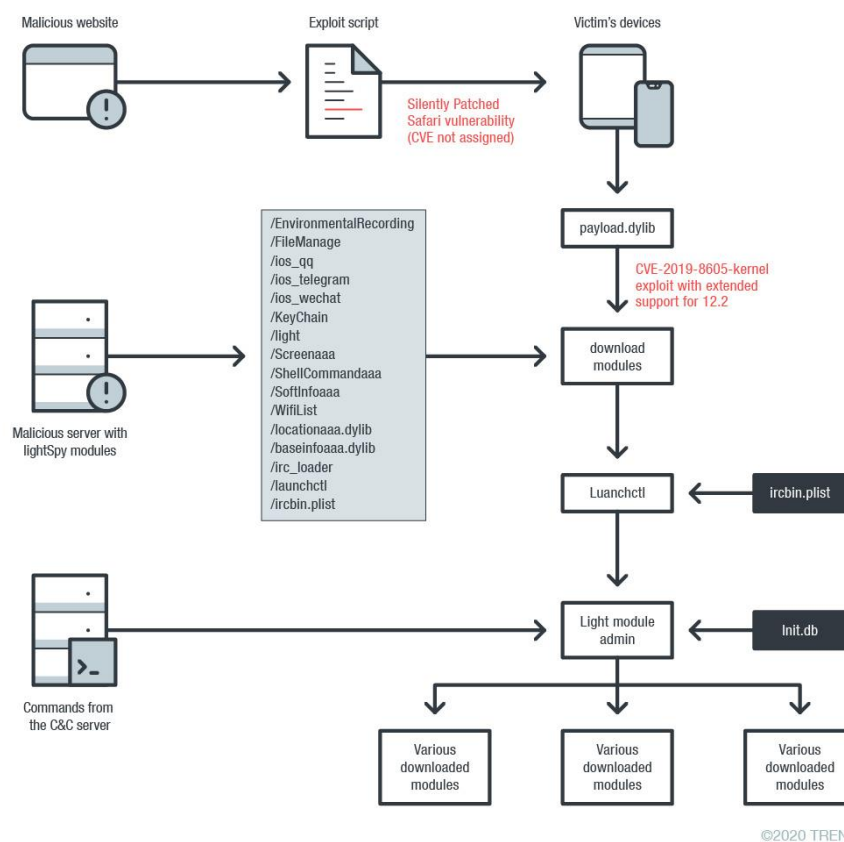 Malicious website
Exploit script
Victim's devices
Silently Patched
Safari vulnerability
(CVE not assigned)
payload.dylib
CVE-2019-8605-kernel
exploit with extended
support for 12.2
/EnvironmentalRecording
/FileManage
/ios_qq
/ios_telegram
/ios_wechat
/KeyChain
/light
/Screenaaa
/ShellCommandaaa
/SoftInfoaaa
/WifiList
/locationaaa.dylib
/baseinfoaaa.dylib
/irc_loader
/launchctl
/ircbin.plist
download
modules
Malicious server with
lightSpy modules
Luanchctl
ircbin.plist
Light module
admin
Init.db
Commands from
the C&C server
Various
downloaded
modules
Various
downloaded
modules
Various
downloaded
modules
©2020 TREN